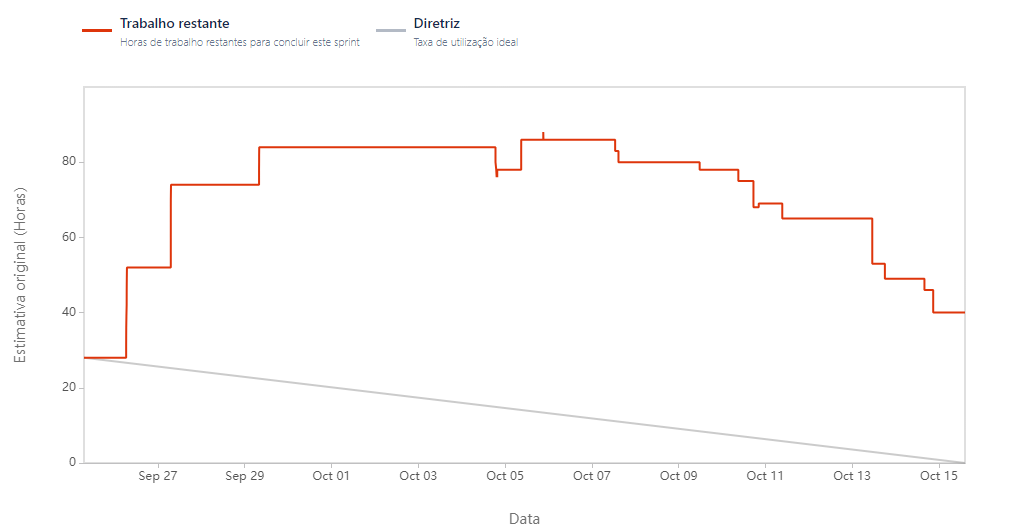 Trabalho restante
Horas de trabalho restantes para concluir este sprint
Diretriz
Taxa de utilização ideal
Estimativa original (Horas)
80
60
40
20
0
Sep 27 Sep 29 Oct 01 Oct 03 Oct 05 Oct 07 Oct 09 Oct 11 Oct 13 Oct 15
Data